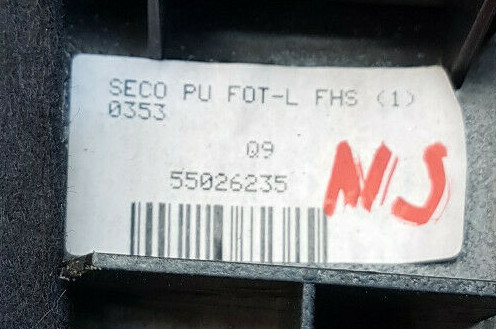 SECO PU FOT-L FHS (1)
0353
Q9
55026235
NJ